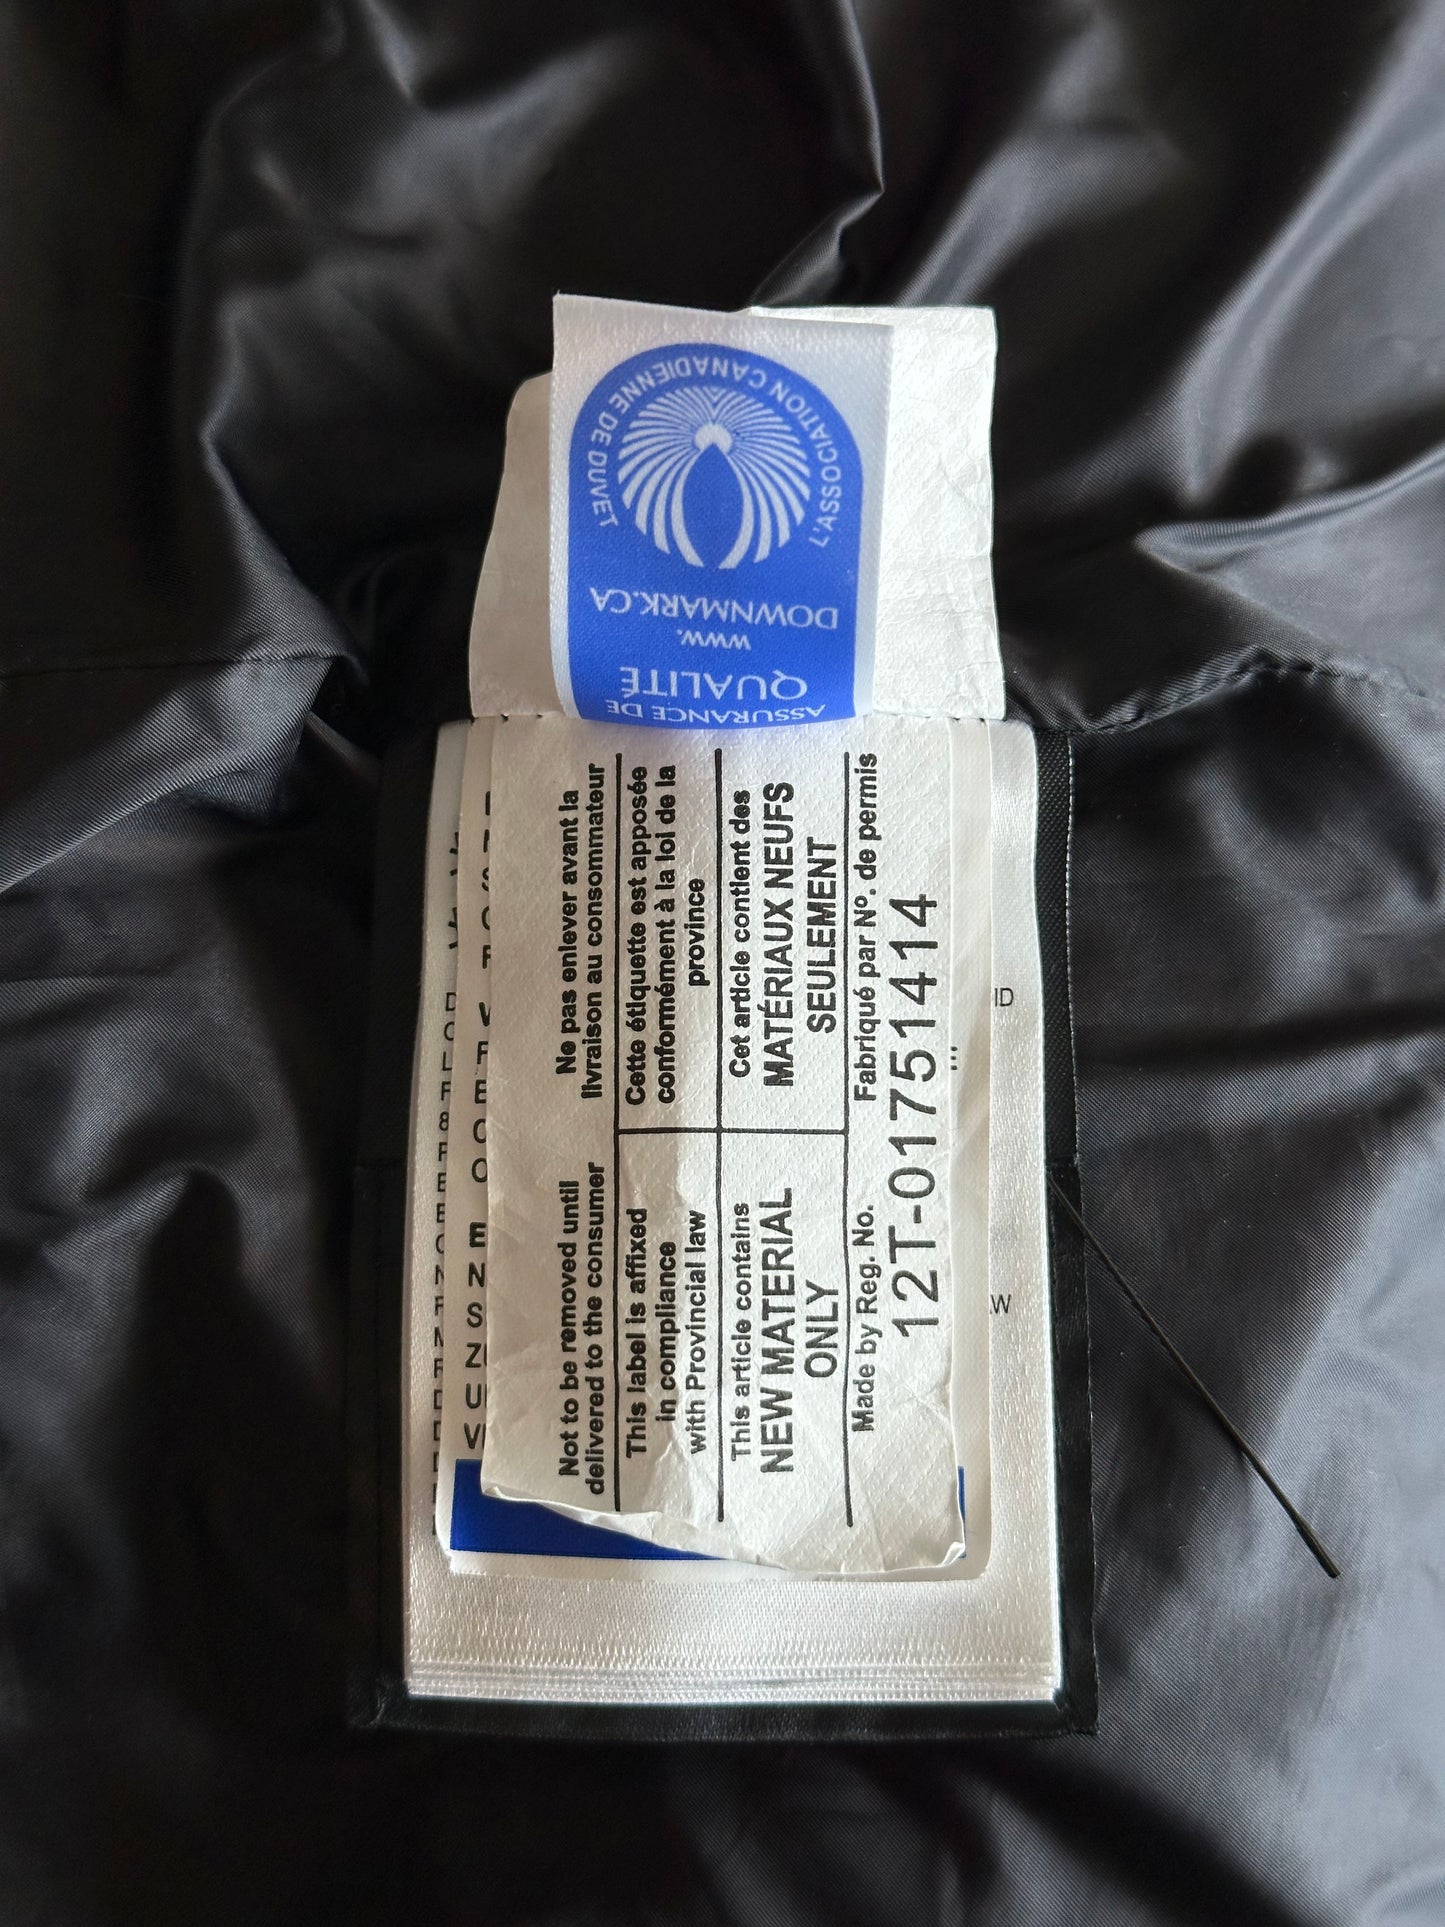 L'ASSOCIATION CANADIENNE DE DUVET
WWW.
DOWNMARK.CA
QUALITÉ
ASSURANCE DE
Not to be removed until
delivered to the consumer
Ne pas enlever avant la
livraison au consommateur
This label is affixed
in compliance
with Provincial law
Cette étiquette est apposée
conformément à la loi de la
province
This article contains
NEW MATERIAL
ONLY
Cet article contient des
MATÉRIAUX NEUFS
SEULEMENT
Made by Reg. No.
Fabriqué par Nº. de permis
12T-01751414
ID